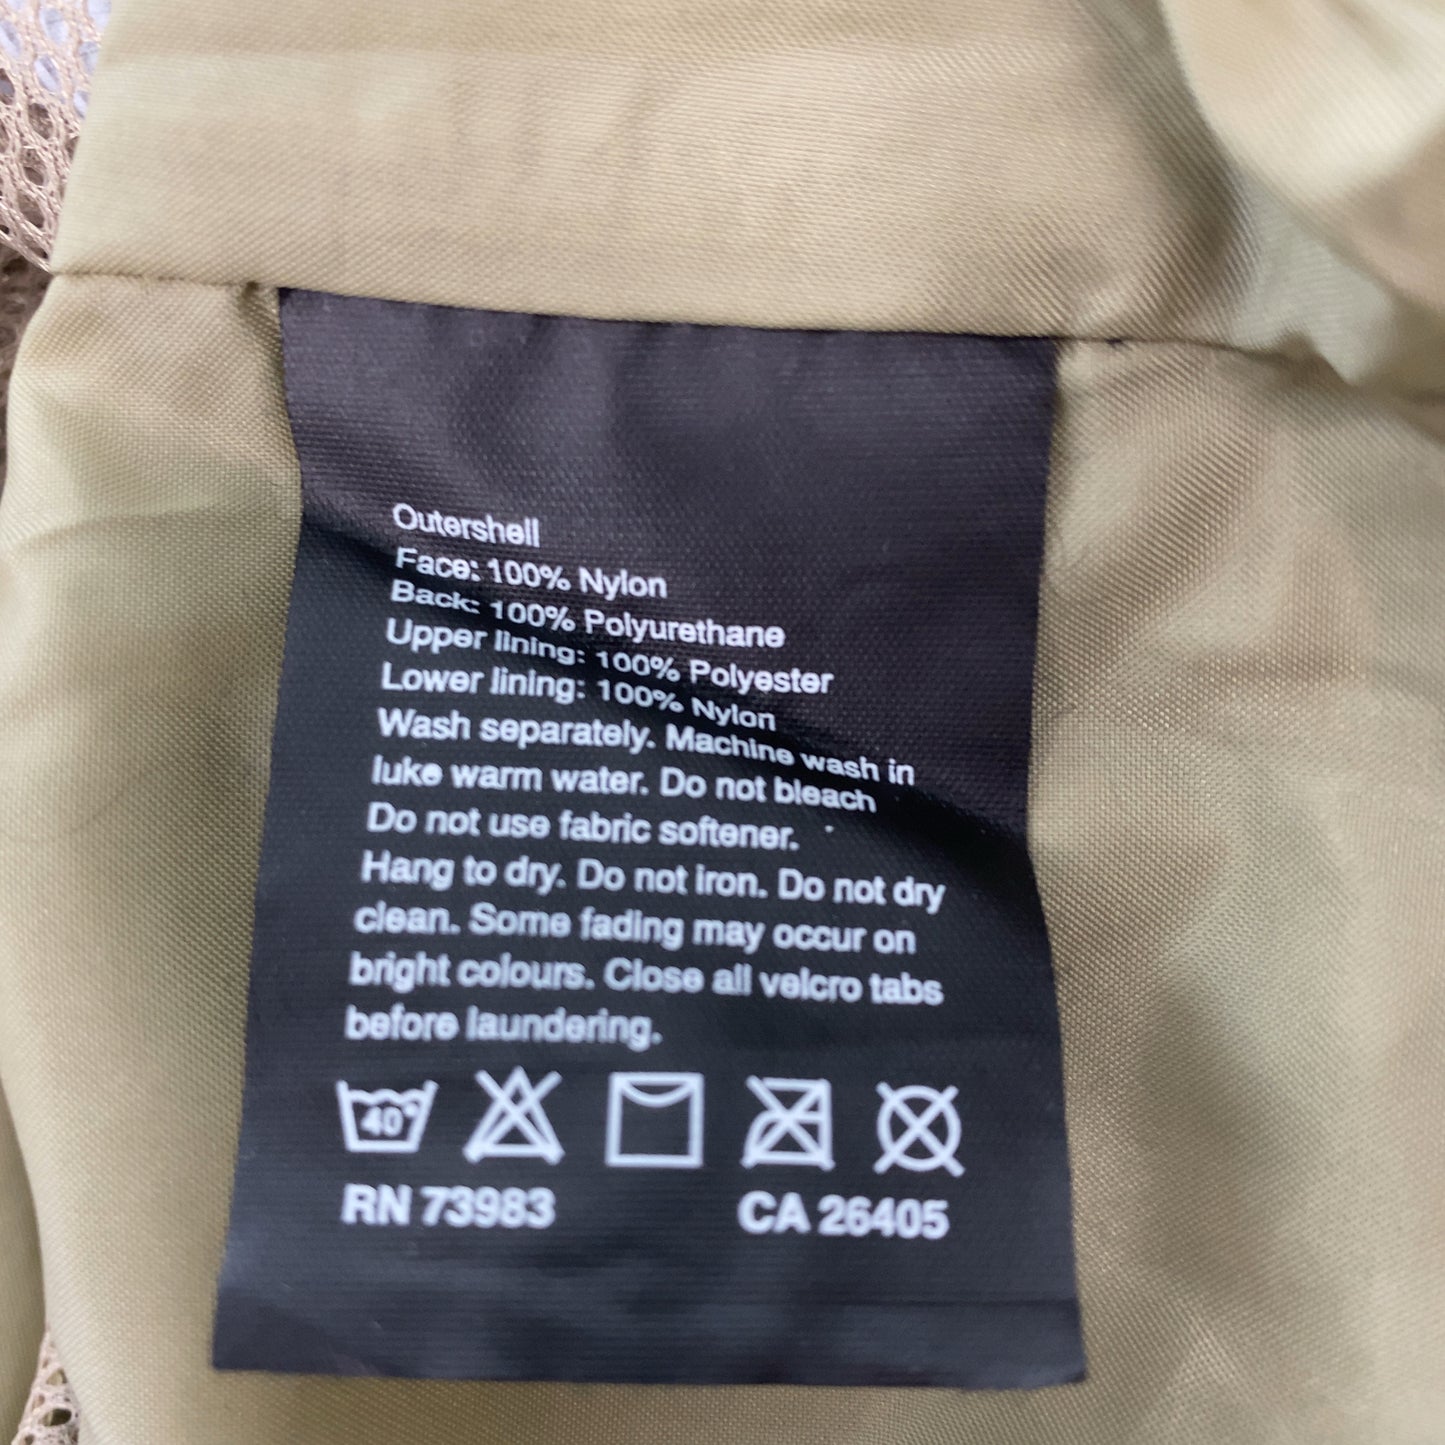 Outershell
Face: 100% Nylon
Back: 100% Polyurethane
Upper lining: 100% Polyester
Lower lining: 100% Nylon
Wash separately. Machine wash in
luke warm water. Do not bleach
Do not use fabric softener.
Hang to dry. Do not iron. Do not dry
clean. Some fading may occur on
bright colours. Close all velcro tabs
before laundering.
40°
RN 73983 CA 26405